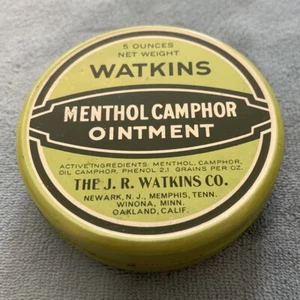 5 OUNCES
NET WEIGHT
WATKINS
MENTHOL CAMPHOR
OINTMENT
ACTIVE INGREDIENTS: MENTHOL, CAMPHOR,
OIL CAMPHOR, PHENOL 2.1 GRAINS PER OZ.
THE J. R. WATKINS CO.
NEWARK, N. J., MEMPHIS, TENN.
WINONA, MINN.
OAKLAND, CALIF.